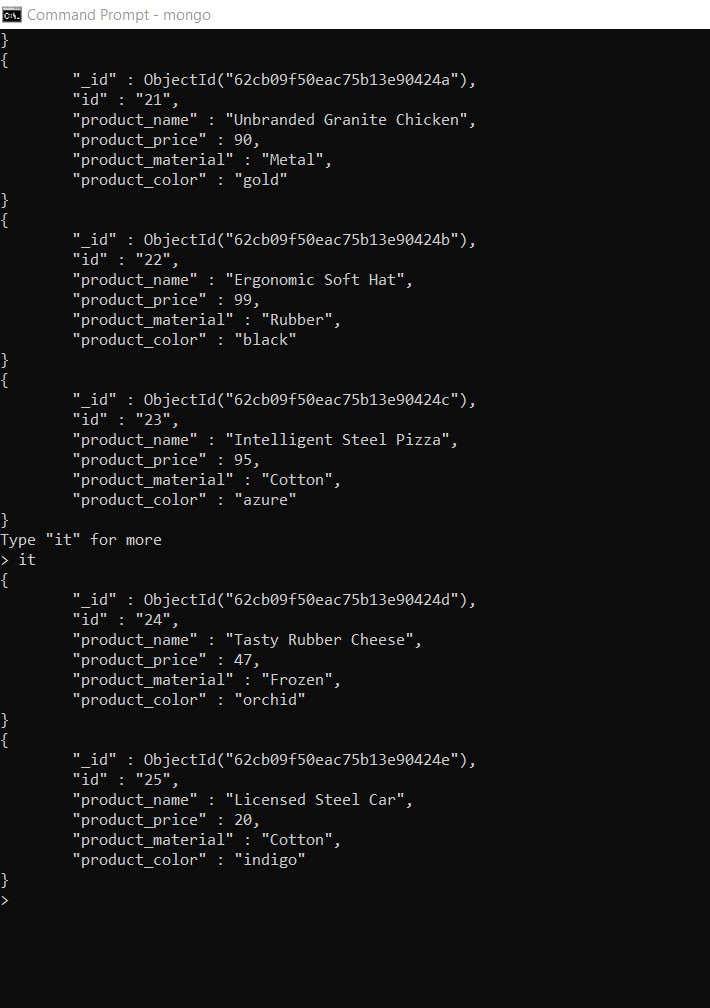 Command Prompt - mongo
}
{
"_id" : ObjectId("62cb09f50eac75b13e90424a"),
"id" : "21",
"product_name" : "Unbranded Granite Chicken",
"product_price" : 90,
"product_material" : "Metal",
"product_color" : "gold"
}
{
"_id" : ObjectId("62cb09f50eac75b13e90424b"),
"id" : "22",
"product_name" : "Ergonomic Soft Hat",
"product_price" : 99,
"product_material" : "Rubber",
"product_color" : "black"
}
{
"_id" : ObjectId("62cb09f50eac75b13e90424c"),
"id" : "23",
"product_name" : "Intelligent Steel Pizza",
"product_price" : 95,
"product_material" : "Cotton",
"product_color" : "azure"
}
Type "it" for more
> it
{
"_id" : ObjectId("62cb09f50eac75b13e90424d"),
"id" : "24",
"product_name" : "Tasty Rubber Cheese",
"product_price" : 47,
"product_material" : "Frozen",
"product_color" : "orchid"
}
{
"_id" : ObjectId("62cb09f50eac75b13e90424e"),
"id" : "25",
"product_name" : "Licensed Steel Car",
"product_price" : 20,
"product_material" : "Cotton",
"product_color" : "indigo"
}
>